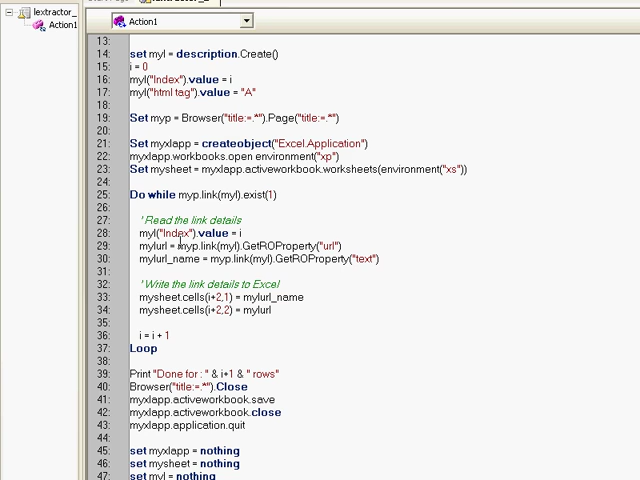 lextractor_
Action1
Action1
13:
14: set myl = description.Create()
15: i = 0
16: myl("Index").value = i
17: myl("html tag").value = "A"
18:
19: Set myp = Browser("title:=.*").Page("title:=.*")
20:
21: Set myxlapp = createobject("Excel.Application")
22: myxlapp.workbooks.open environment("xp")
23: Set mysheet = myxlapp.activeworkbook.worksheets(environment("xs"))
24:
25: Do while myp.link(myl).exist(1)
26:
27: 'Read the link details
28: myl("Index").value = i
29: mylurl = myp.link(myl).GetROProperty("url")
30: mylurl_name = myp.link(myl).GetROProperty("text")
31:
32: 'Write the link details to Excel
33: mysheet.cells(i+2,1) = mylurl_name
34: mysheet.cells(i+2,2) = mylurl
35:
36: i = i + 1
37: Loop
38:
39: Print "Done for : " & i+1 & " rows"
40: Browser("title:=.*").Close
41: myxlapp.activeworkbook.save
42: myxlapp.activeworkbook.close
43: myxlapp.application.quit
44:
45: set myxlapp = nothing
46: set mysheet = nothing
47: set myl = nothing